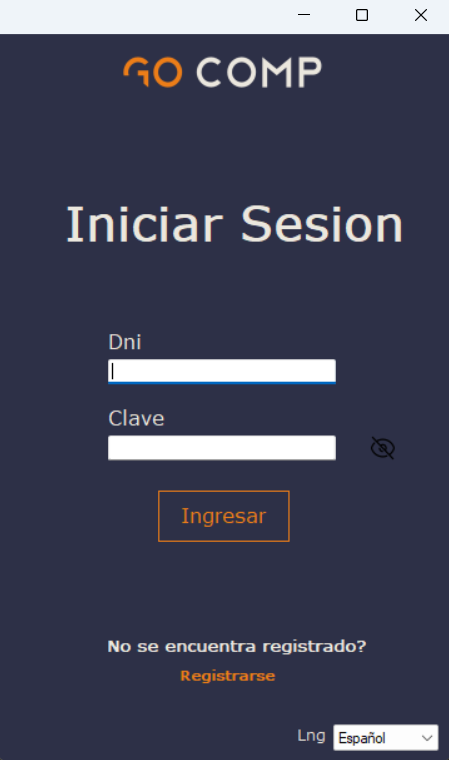 GO COMP
Iniciar Sesion
Dni
Clave
Ingresar
No se encuentra registrado?
Registrarse
Lng Español